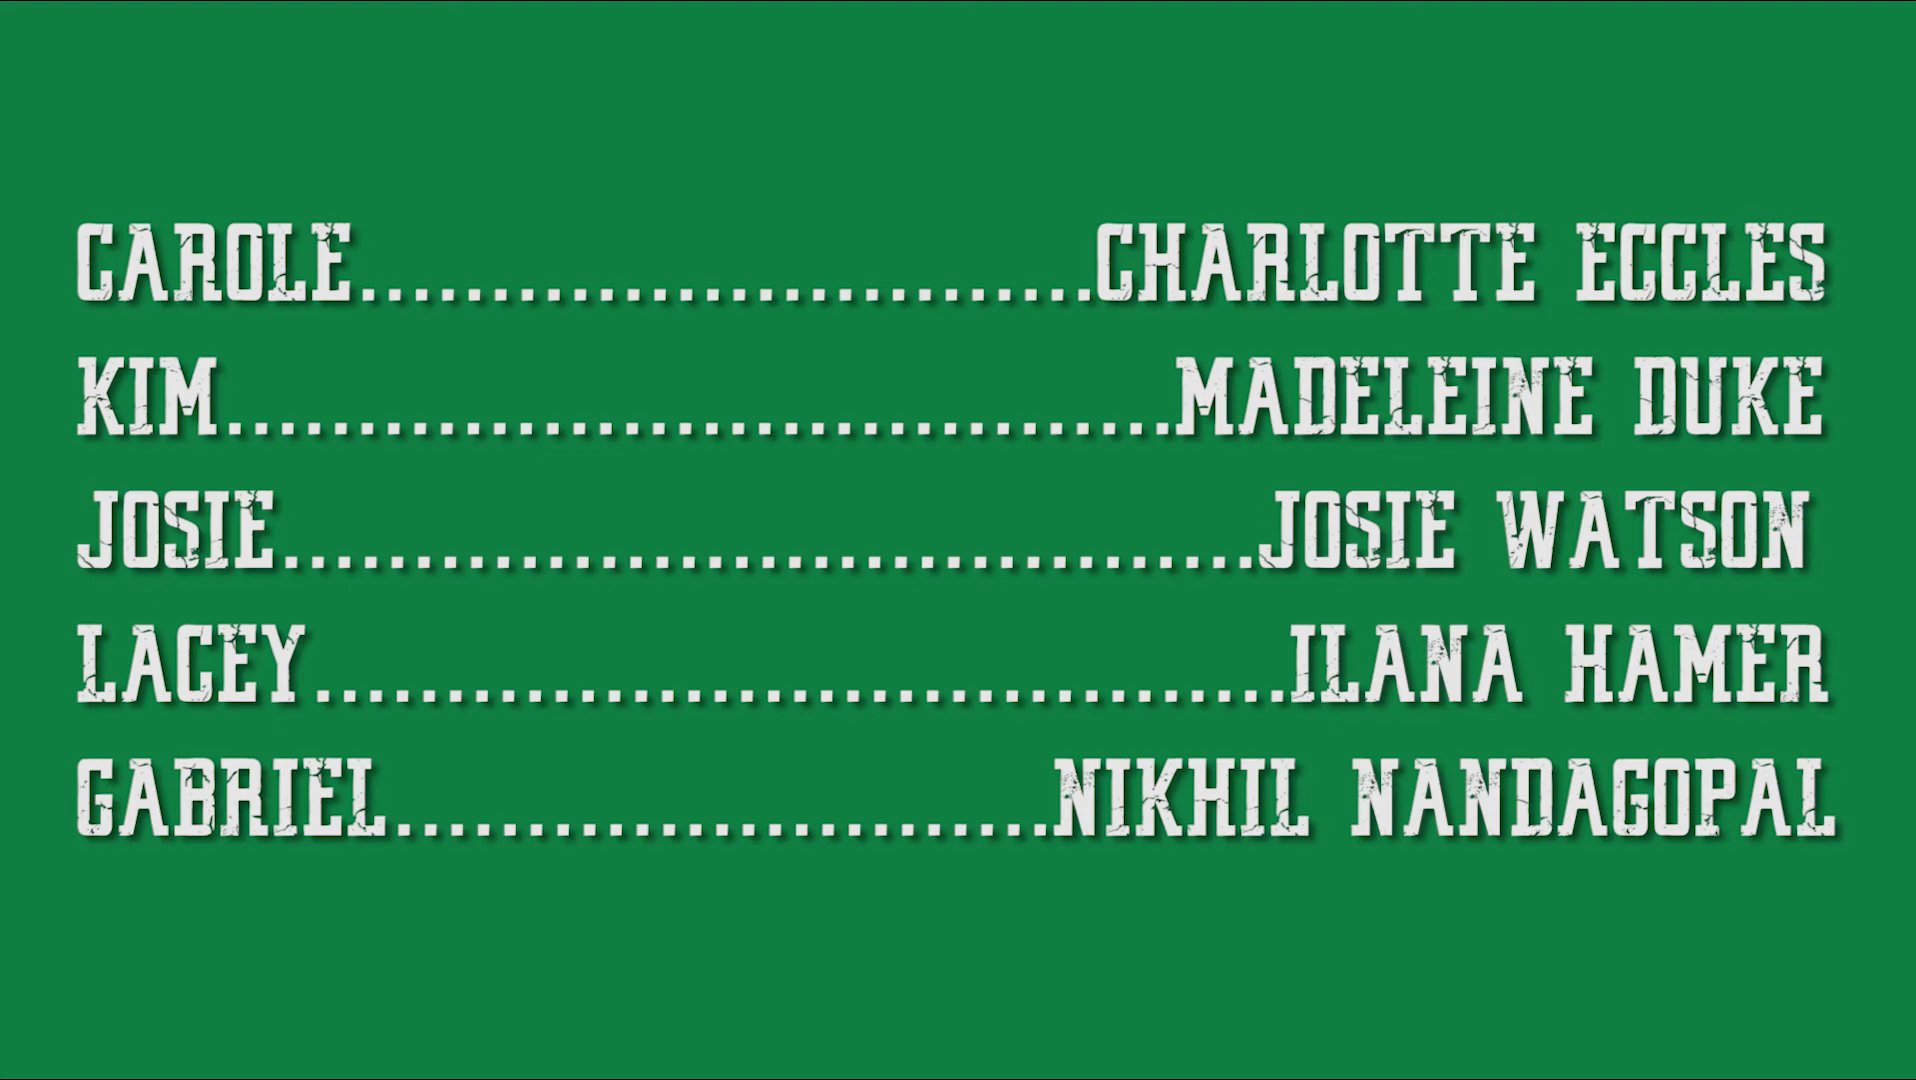 CAROLE............................CHARLOTTE ECCLES
KIM....................................MADELEINE DUKE
JOSIE.....................................JOSIE WATSON
LACEY.....................................ILANA HAMER
GABRIEL.........................NIKHIL NANDAGOPAL